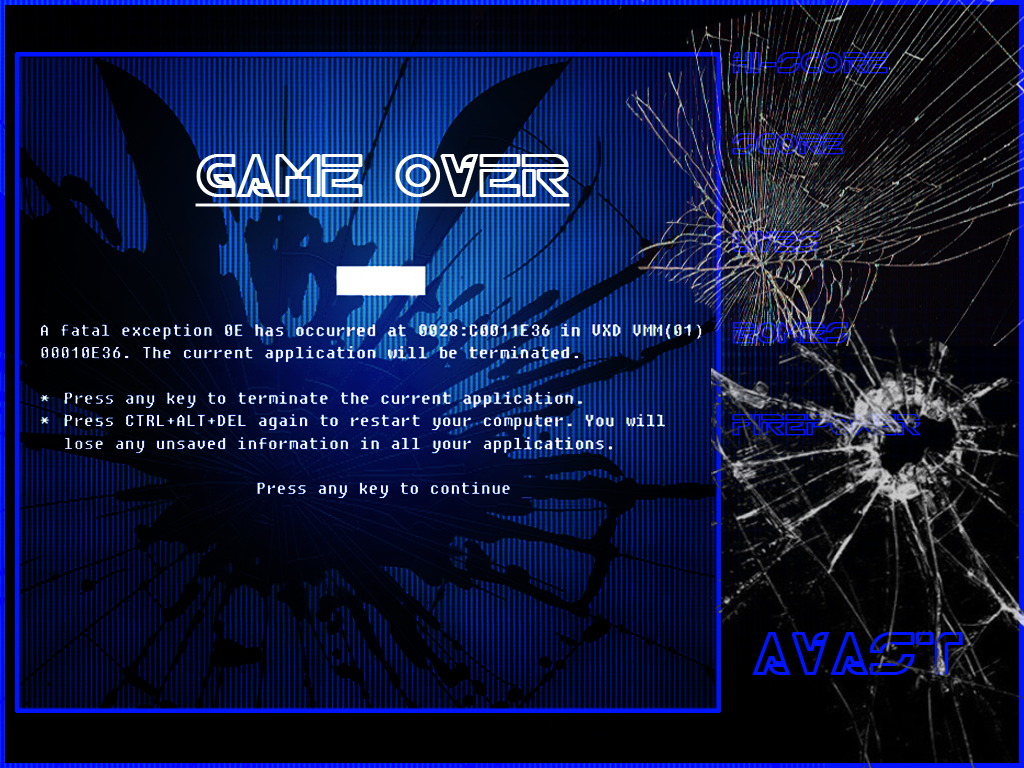 GAME OVER
A fatal exception 0E has occurred at 0028:C0011E36 in VXD VMM(01)
00010E36. The current application will be terminated.
* Press any key to terminate the current application.
* Press CTRL+ALT+DEL again to restart your computer. You will
lose any unsaved information in all your applications.
Press any key to continue _
HI-SCORE
SCORE
LIVES
BOMBS
FIREPOWER
AVAST